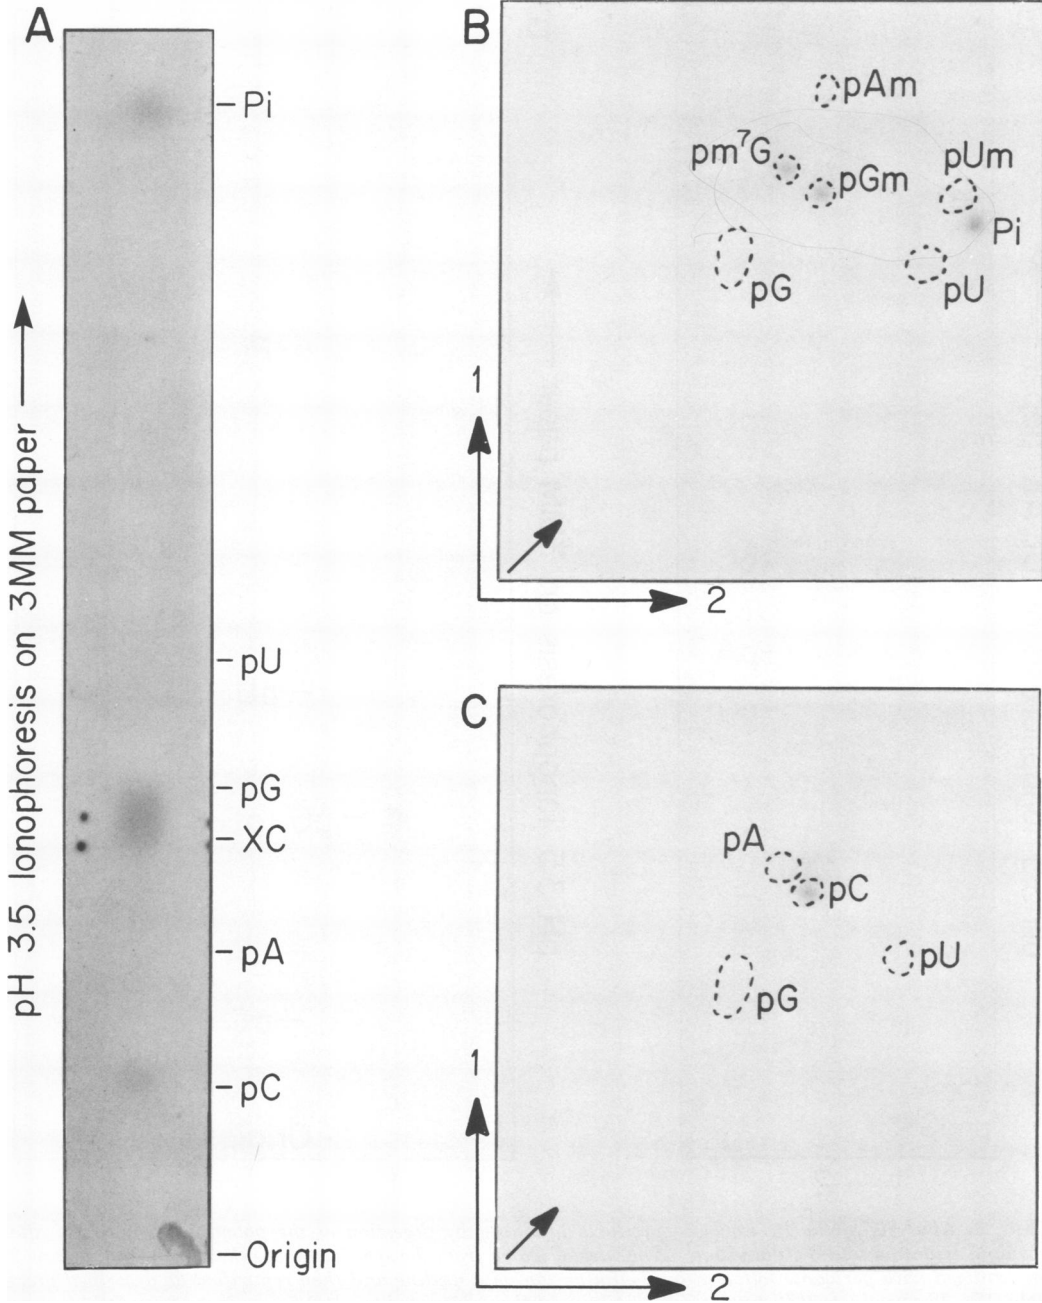 A
Pi
pU
pG
XC
pA
pC
Origin
pH 3.5 Ionophoresis on 3MM paper
B
pAm
pm⁷G
pGm
pUm
Pi
pG
pU
1
2
C
pA
pC
pU
pG
1
2